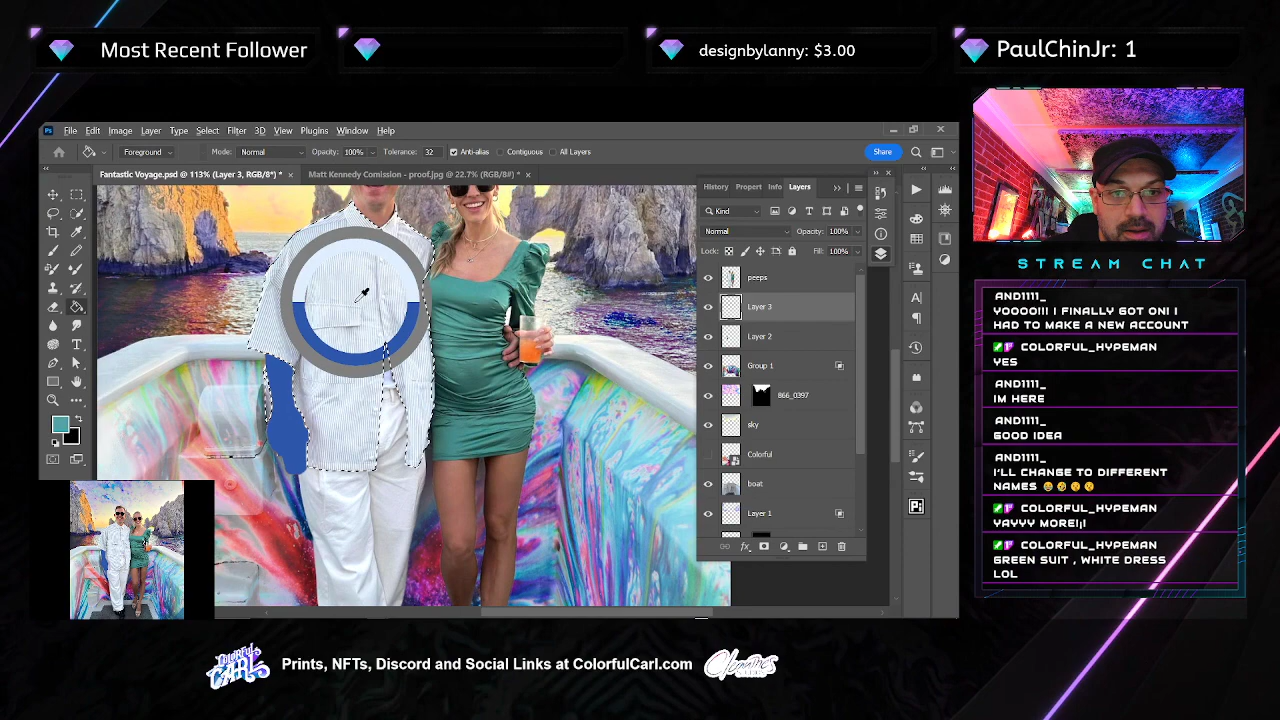 Most Recent Follower
designbylanny: $3.00
PaulChinJr: 1
Ps File Edit Image Layer Type Select Filter 3D View Plugins Window Help
Foreground Mode: Normal Opacity: 100% Tolerance: 32 Anti-alias Contiguous All Layers Share
Fantastic Voyage.psd @ 113% (Layer 3, RGB/8*) * × Matt Kennedy Comission - proof.jpg @ 22.7% (RGB/8#) * ×
History Propert Info Layers
Kind
Normal Opacity: 100%
Lock: Fill: 100%
peeps
Layer 3
Layer 2
Group 1
866_0397
sky
Colorful
boat
Layer 1
STREAM CHAT
AND1111_
YOOOO!!! I FINALLY GOT ON! I
HAD TO MAKE A NEW ACCOUNT
COLORFUL_HYPEMAN
YES
AND1111_
IM HERE
AND1111_
GOOD IDEA
AND1111_
I'LL CHANGE TO DIFFERENT
NAMES
COLORFUL_HYPEMAN
YAYYY MORE!¡!
COLORFUL_HYPEMAN
GREEN SUIT , WHITE DRESS
LOL
COLORFUL CARL
Prints, NFTs, Discord and Social Links at ColorfulCarl.com